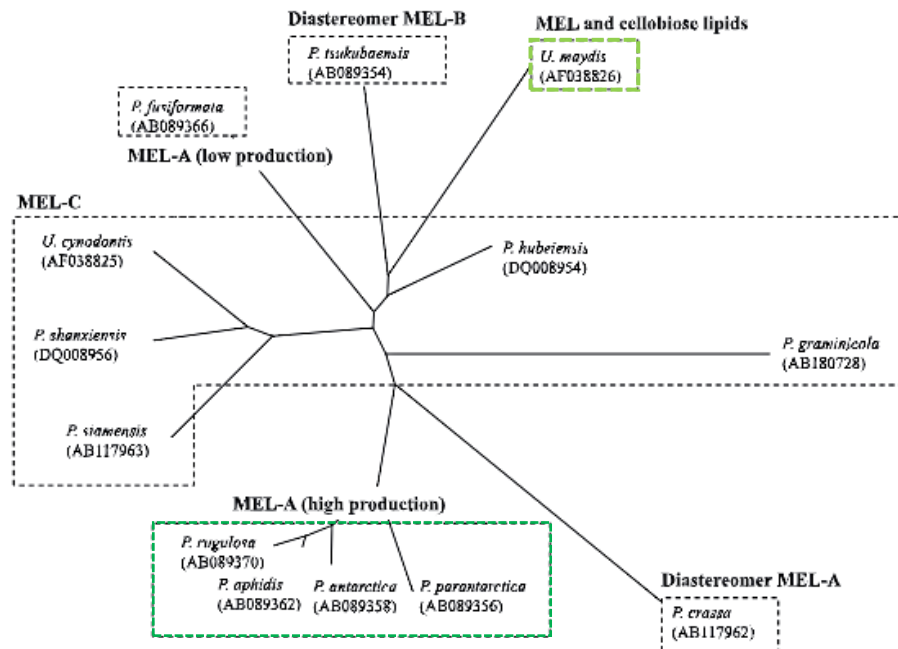 Diastereomer MEL-B
MEL and cellobiose lipids
P. tsukubaensis
(AB089354)
U. maydis
(AF038826)
P. fusiformata
(AB089366)
MEL-A (low production)
MEL-C
U. cynodontis
(AF038825)
P. hubeiensis
(DQ008954)
P. shanxiensis
(DQ008956)
P. graminicola
(AB180728)
P. siamensis
(AB117963)
MEL-A (high production)
P. rugulosa
(AB089370)
P. aphidis
(AB089362)
P. antarctica
(AB089358)
P. parantarctica
(AB089356)
Diastereomer MEL-A
P. crassa
(AB117962)